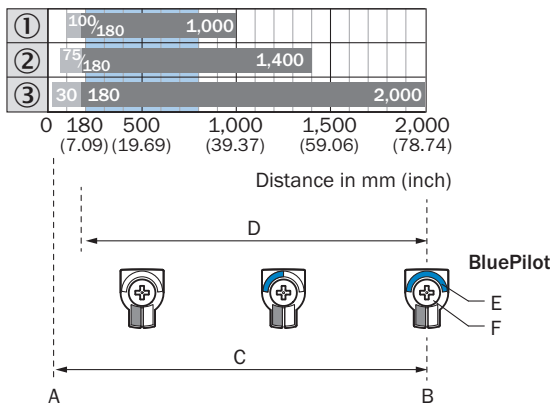 ① 100/180 1,000
② 75/180 1,400
③ 30 180 2,000
0 180 500 1,000 1,500 2,000
(7.09) (19.69) (39.37) (59.06) (78.74)
Distance in mm (inch)
D
BluePilot
E
F
C
A B